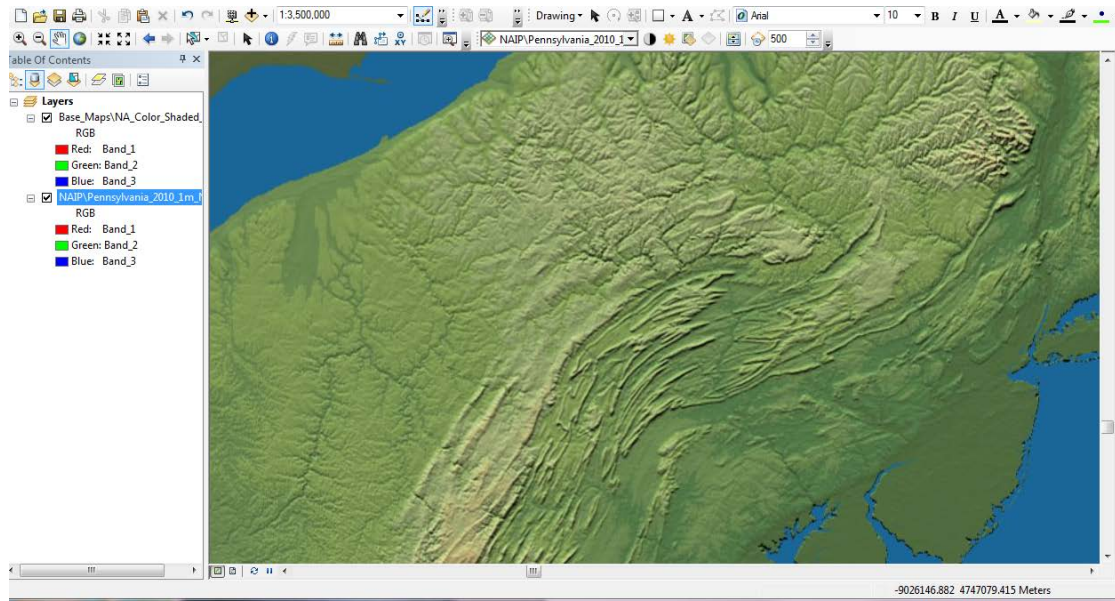 1:3,500,000 Drawing Arial 10 B I U A
NAIP\Pennsylvania_2010_1 500
able Of Contents
Layers
Base_Maps\NA_Color_Shaded_
RGB
Red: Band_1
Green: Band_2
Blue: Band_3
NAIP\Pennsylvania_2010_1m_
RGB
Red: Band_1
Green: Band_2
Blue: Band_3
-9026146.882 4747079.415 Meters